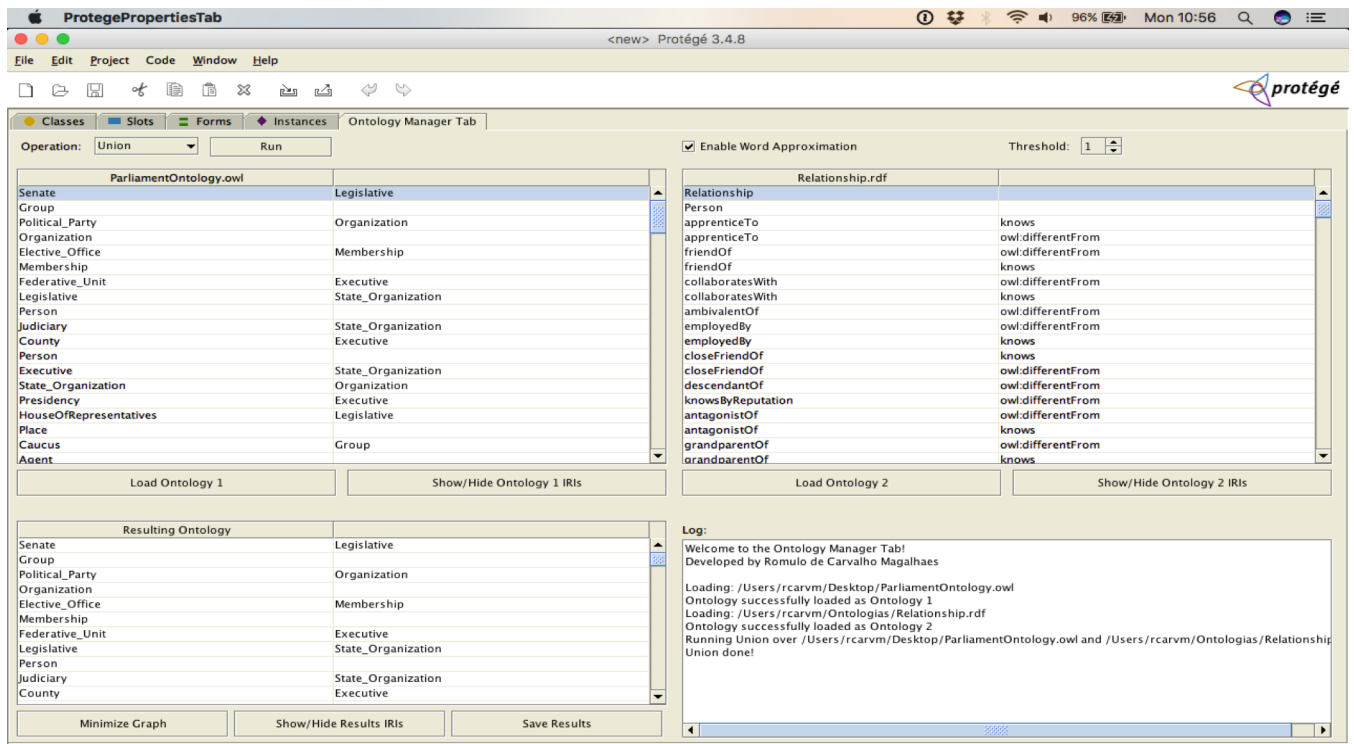 ProtegePropertiesTab 96% Mon 10:56
<new> Protégé 3.4.8
File Edit Project Code Window Help
protégé
Classes Slots Forms Instances Ontology Manager Tab
Operation: Union Run Enable Word Approximation Threshold: 1
ParliamentOntology.owl
Senate Legislative
Group
Political_Party Organization
Organization
Elective_Office Membership
Membership
Federative_Unit Executive
Legislative State_Organization
Person
Judiciary State_Organization
County Executive
Person
Executive State_Organization
State_Organization Organization
Presidency Executive
HouseOfRepresentatives Legislative
Place
Caucus Group
Agent
Load Ontology 1 Show/Hide Ontology 1 IRIs
Relationship.rdf
Relationship
Person
apprenticeTo knows
apprenticeTo owl:differentFrom
friendOf owl:differentFrom
friendOf knows
collaboratesWith owl:differentFrom
collaboratesWith knows
ambivalentOf owl:differentFrom
employedBy owl:differentFrom
employedBy knows
closeFriendOf knows
closeFriendOf owl:differentFrom
descendantOf owl:differentFrom
knowsByReputation owl:differentFrom
antagonistOf owl:differentFrom
antagonistOf knows
grandparentOf owl:differentFrom
grandparentOf knows
Load Ontology 2 Show/Hide Ontology 2 IRIs
Resulting Ontology
Senate Legislative
Group
Political_Party Organization
Organization
Elective_Office Membership
Membership
Federative_Unit Executive
Legislative State_Organization
Person
Judiciary State_Organization
County Executive
Minimize Graph Show/Hide Results IRIs Save Results
Log:
Welcome to the Ontology Manager Tab!
Developed by Romulo de Carvalho Magalhaes
Loading: /Users/rcarvm/Desktop/ParliamentOntology.owl
Ontology successfully loaded as Ontology 1
Loading: /Users/rcarvm/Ontologias/Relationship.rdf
Ontology successfully loaded as Ontology 2
Running Union over /Users/rcarvm/Desktop/ParliamentOntology.owl and /Users/rcarvm/Ontologias/Relationship
Union done!